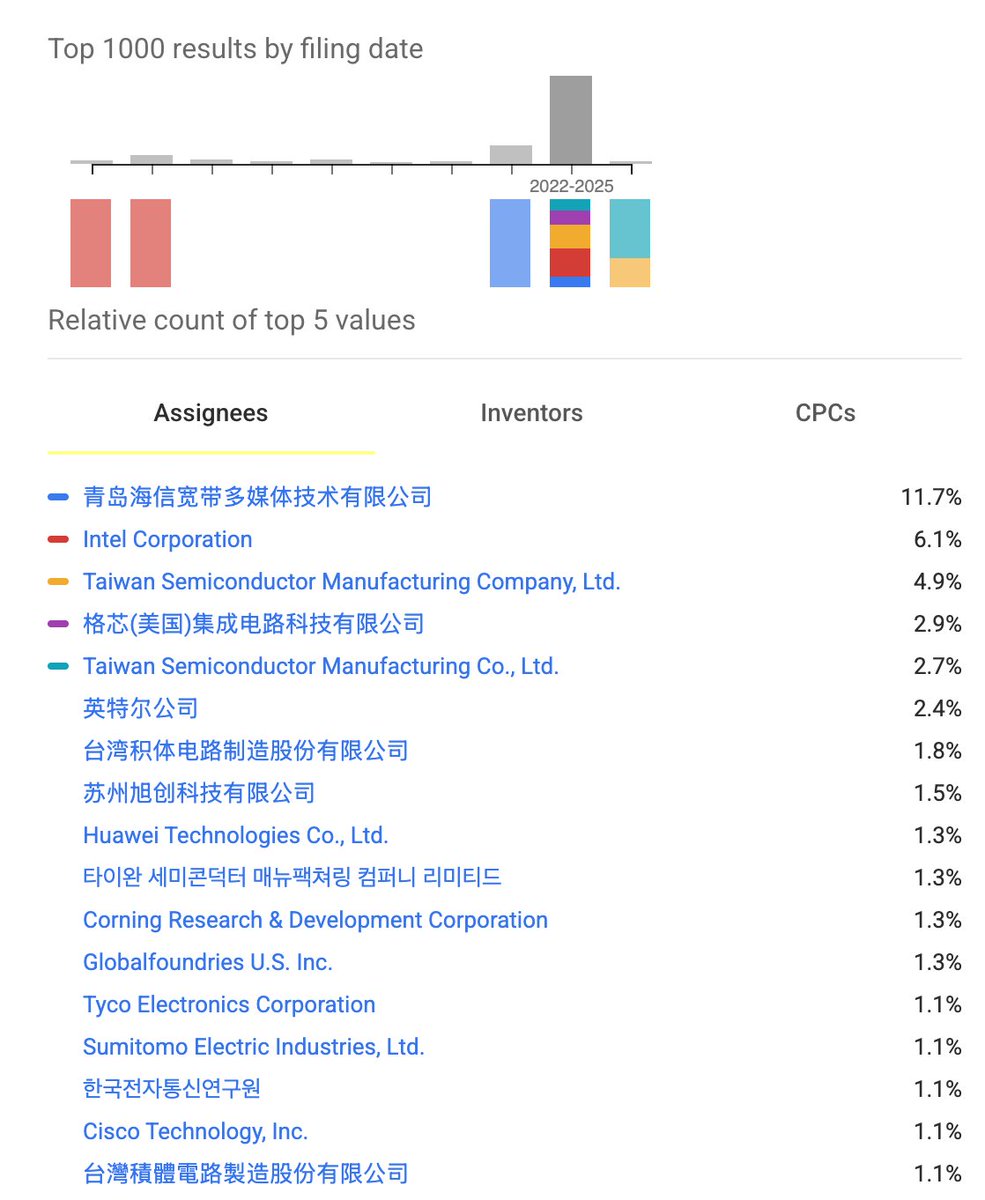 Top 1000 results by filing date
2022-2025
Relative count of top 5 values
Assignees Inventors CPCs
青岛海信宽带多媒体技术有限公司 11.7%
Intel Corporation 6.1%
Taiwan Semiconductor Manufacturing Company, Ltd. 4.9%
格芯(美国)集成电路科技有限公司 2.9%
Taiwan Semiconductor Manufacturing Co., Ltd. 2.7%
英特尔公司 2.4%
台湾积体电路制造股份有限公司 1.8%
苏州旭创科技有限公司 1.5%
Huawei Technologies Co., Ltd. 1.3%
타이완 세미콘덕터 매뉴팩쳐링 컴퍼니 리미티드 1.3%
Corning Research & Development Corporation 1.3%
Globalfoundries U.S. Inc. 1.3%
Tyco Electronics Corporation 1.1%
Sumitomo Electric Industries, Ltd. 1.1%
한국전자통신연구원 1.1%
Cisco Technology, Inc. 1.1%
台灣積體電路製造股份有限公司 1.1%